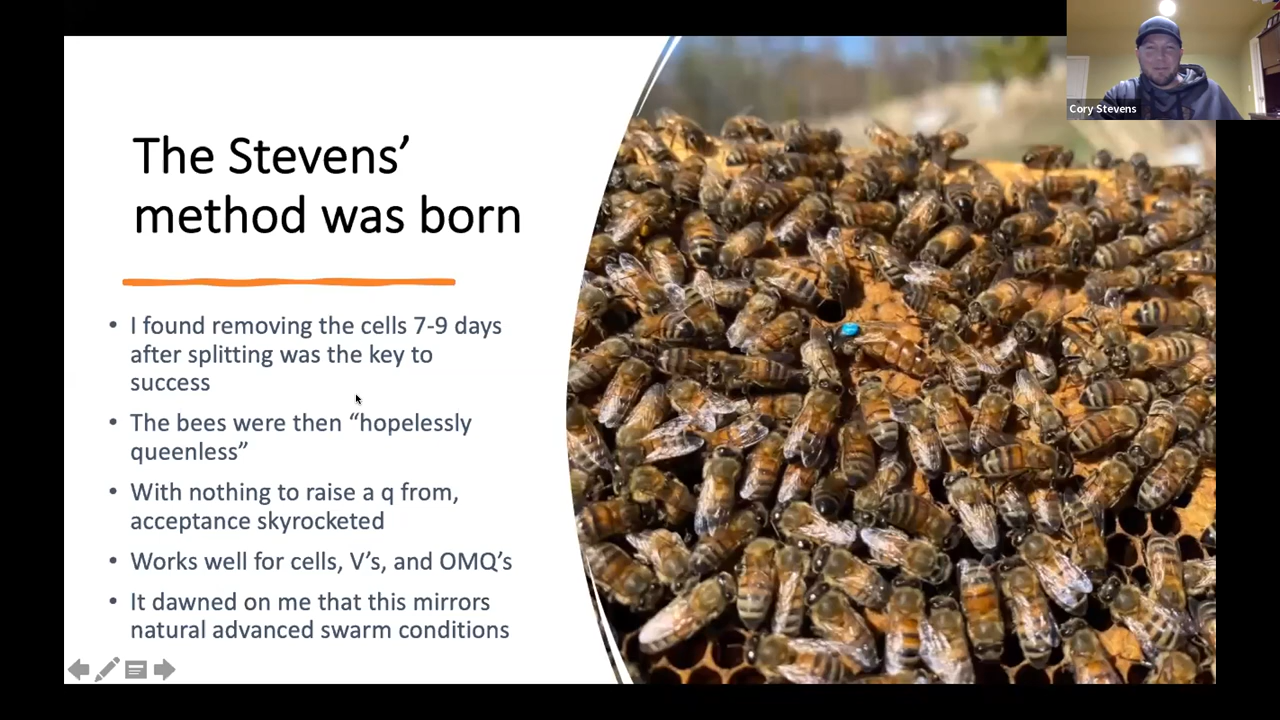 Cory Stevens
The Stevens’
method was born
• I found removing the cells 7-9 days
after splitting was the key to
success
• The bees were then “hopelessly
queenless”
• With nothing to raise a q from,
acceptance skyrocketed
• Works well for cells, V’s, and OMQ’s
• It dawned on me that this mirrors
natural advanced swarm conditions